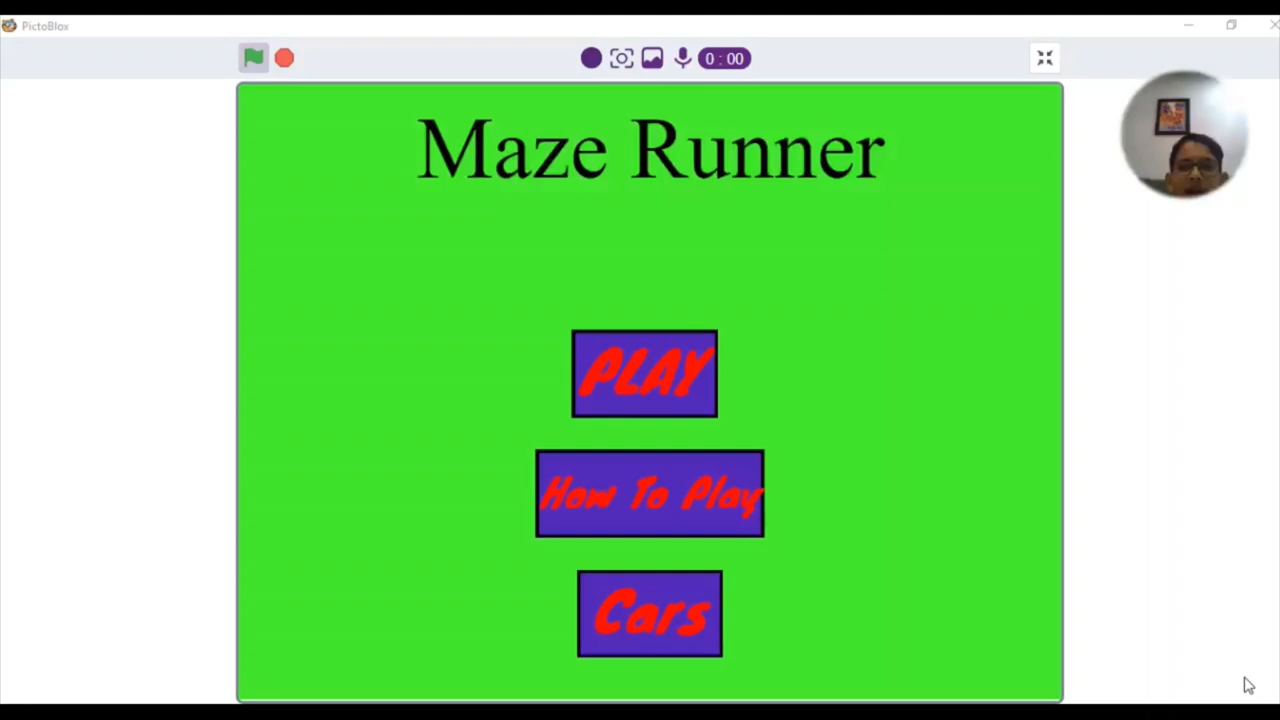 PictoBlox
0 : 00
Maze Runner
PLAY
How To Play
Cars